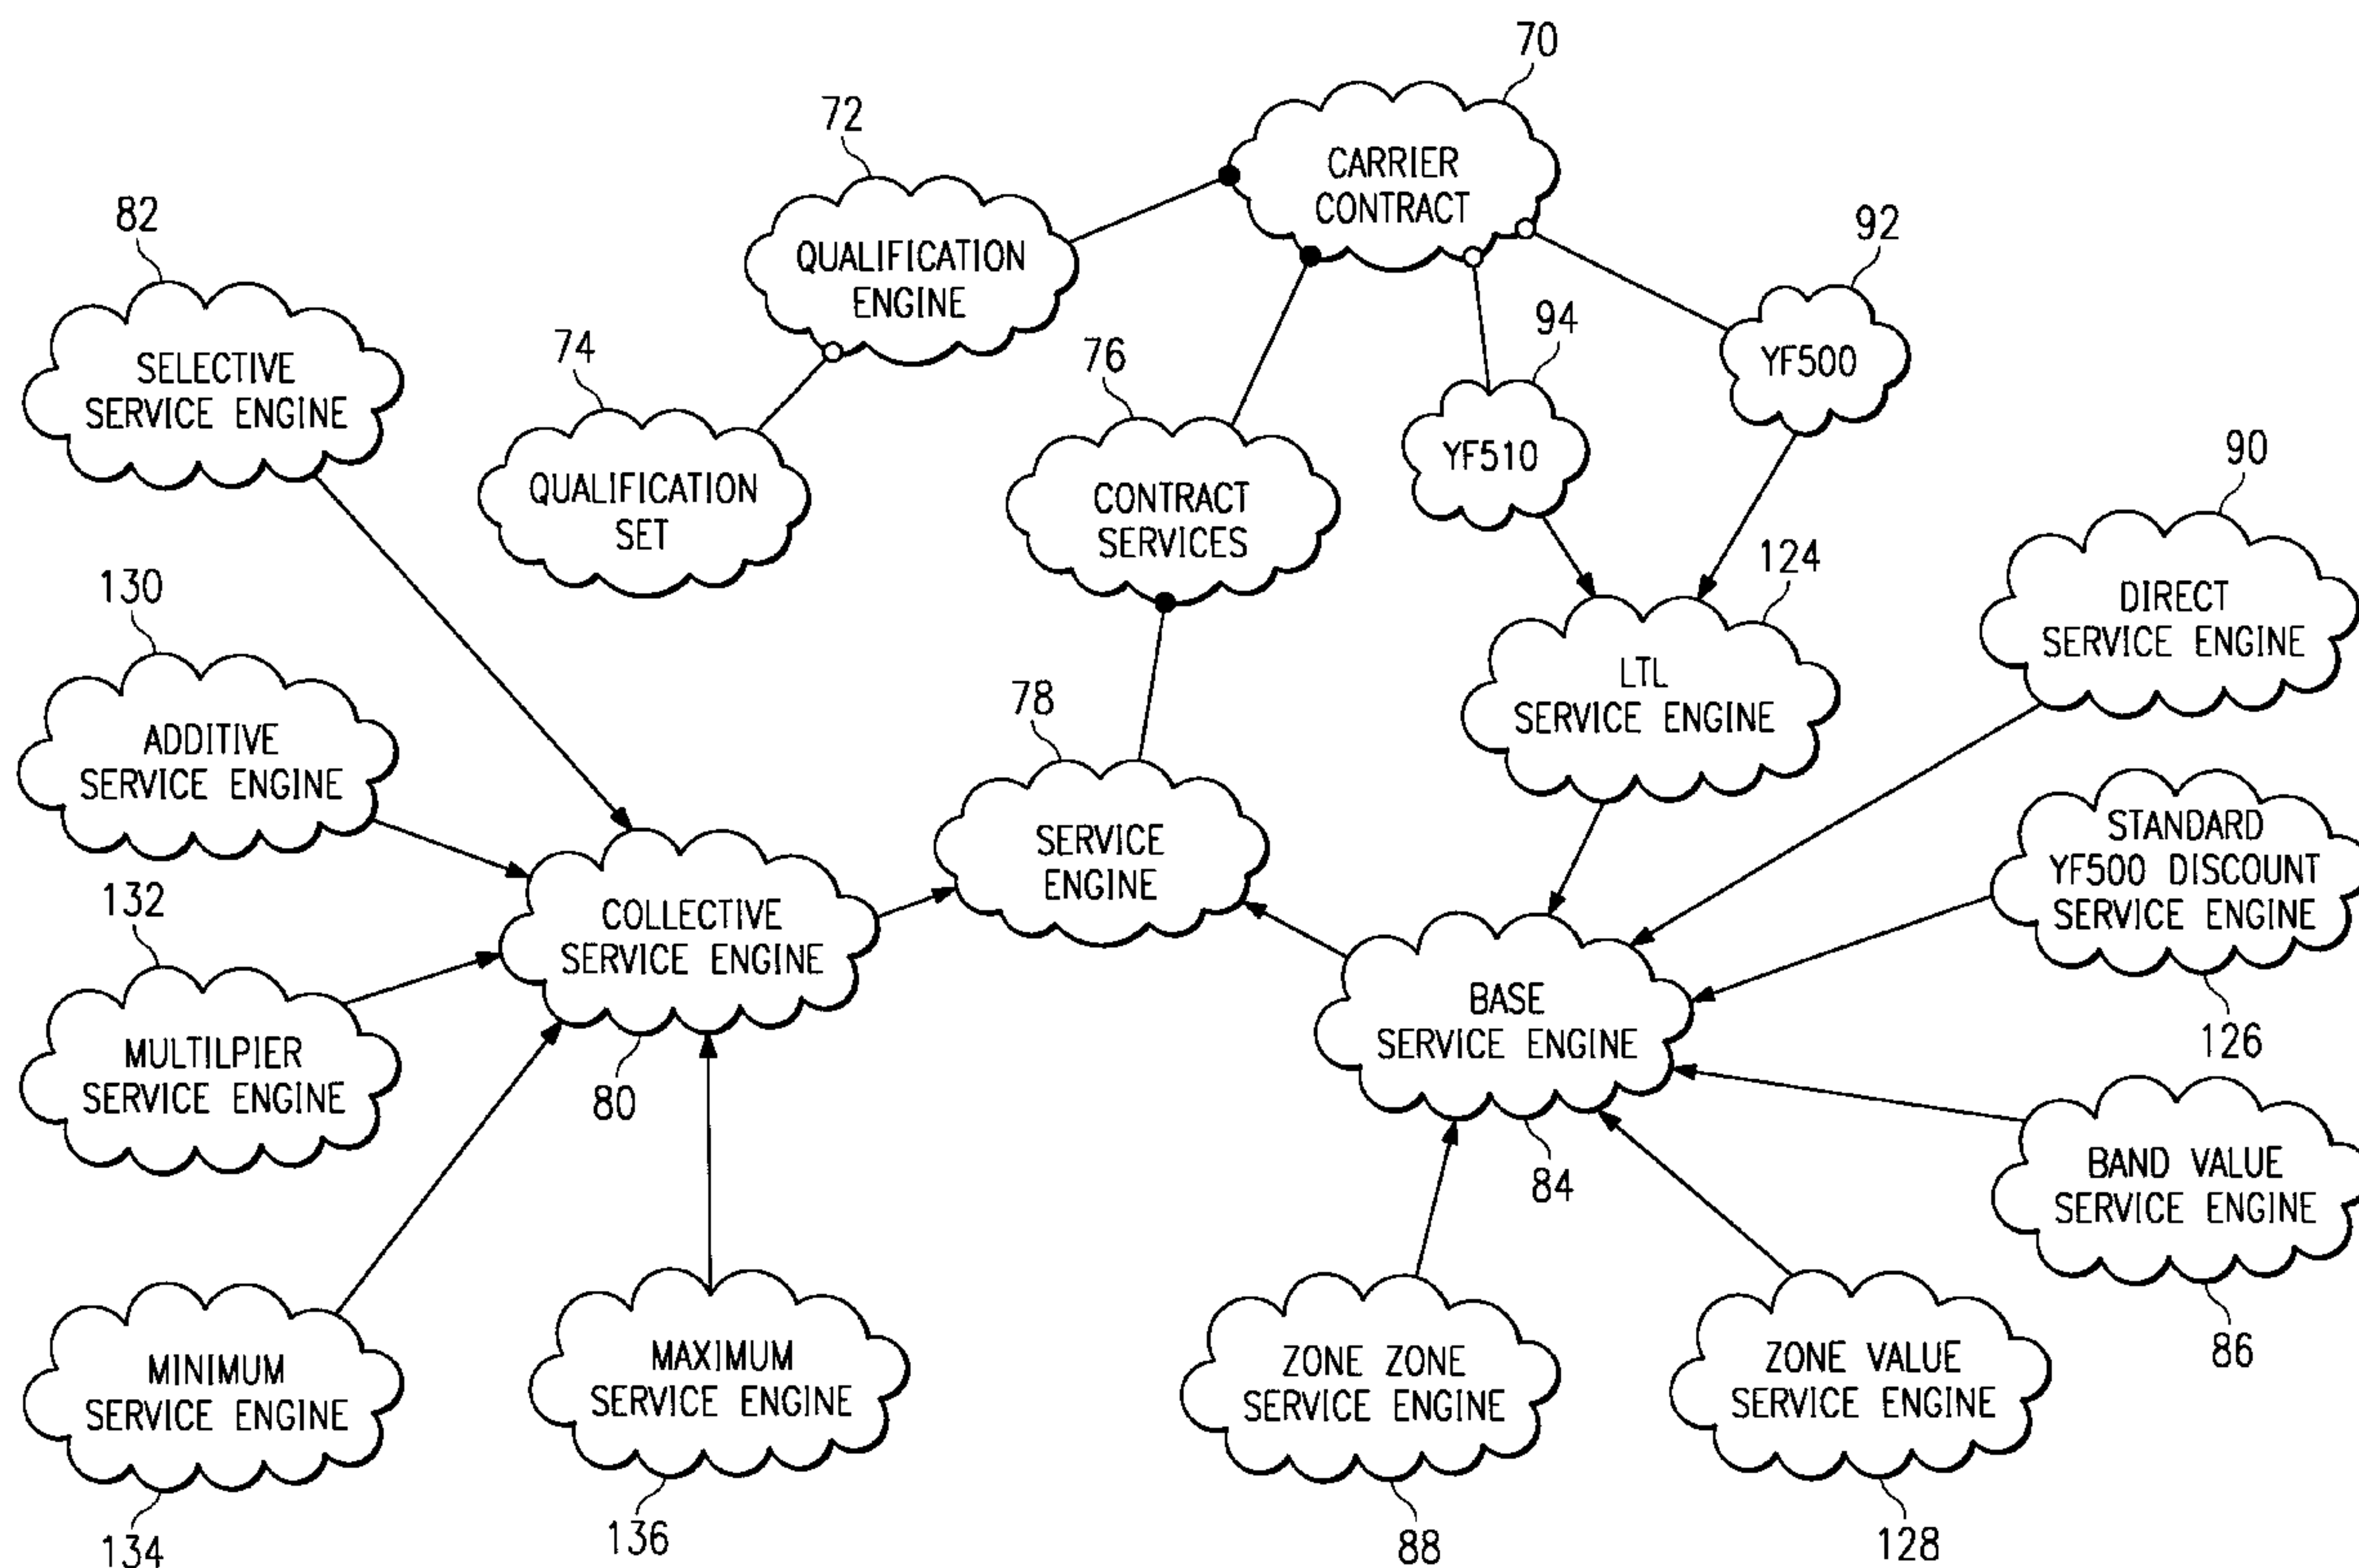 70
72
CARRIER
CONTRACT
82
QUALIFICATION
ENGINE
92
YF500
74
76
94
YF510
SELECTIVE
SERVICE ENGINE
QUALIFICATION
SET
CONTRACT
SERVICES
90
DIRECT
SERVICE ENGINE
130
124
LTL
SERVICE ENGINE
78
ADDITIVE
SERVICE ENGINE
SERVICE
ENGINE
STANDARD
YF500 DISCOUNT
SERVICE ENGINE
126
132
COLLECTIVE
SERVICE ENGINE
80
BASE
SERVICE ENGINE
84
MULTILPIER
SERVICE ENGINE
BAND VALUE
SERVICE ENGINE
86
MINIMUM
SERVICE ENGINE
134
MAXIMUM
SERVICE ENGINE
136
ZONE ZONE
SERVICE ENGINE
88
ZONE VALUE
SERVICE ENGINE
128